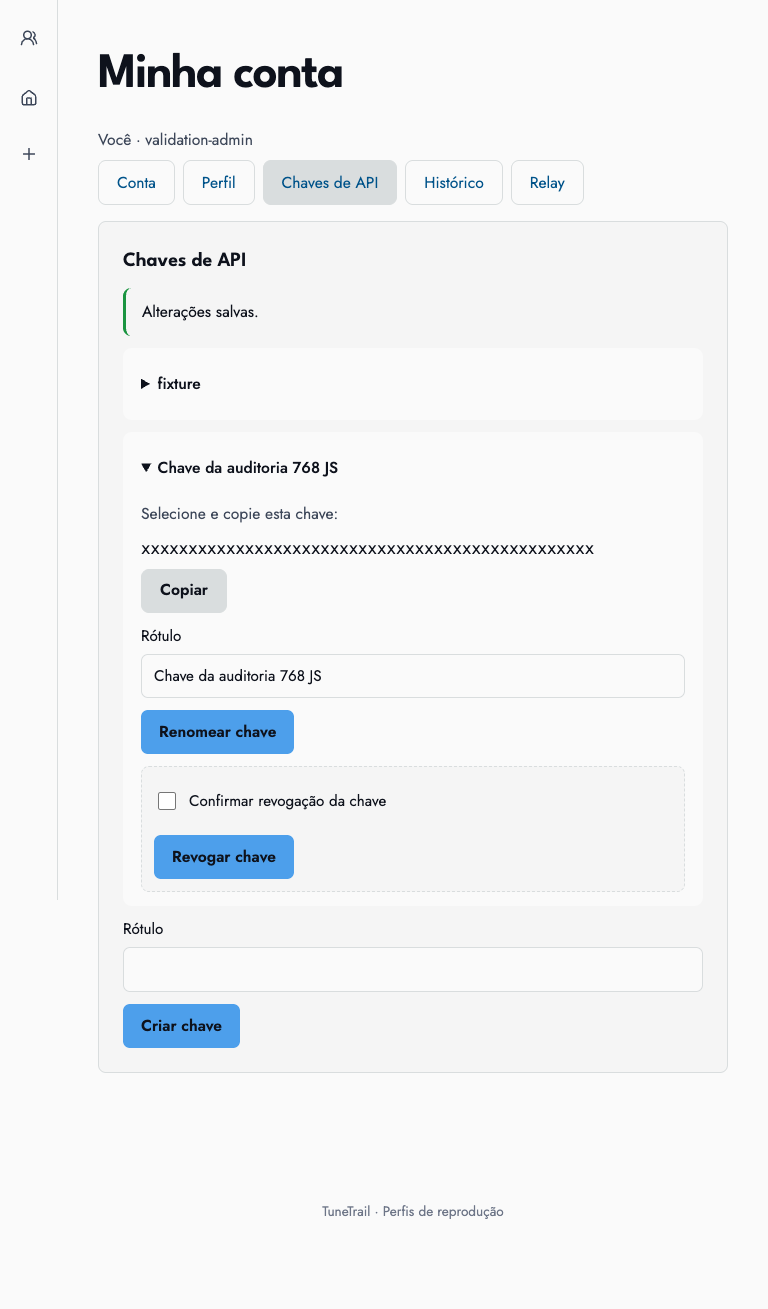 Minha conta
Você · validation-admin
Conta
Perfil
Chaves de API
Histórico
Relay
Chaves de API
Alterações salvas.
fixture
Chave da auditoria 768 JS
Selecione e copie esta chave:
xxxxxxxxxxxxxxxxxxxxxxxxxxxxxxxxxxxxxxxxxxxxxxxx
Copiar
Rótulo
Chave da auditoria 768 JS
Renomear chave
Confirmar revogação da chave
Revogar chave
Rótulo
Criar chave
TuneTrail · Perfis de reprodução